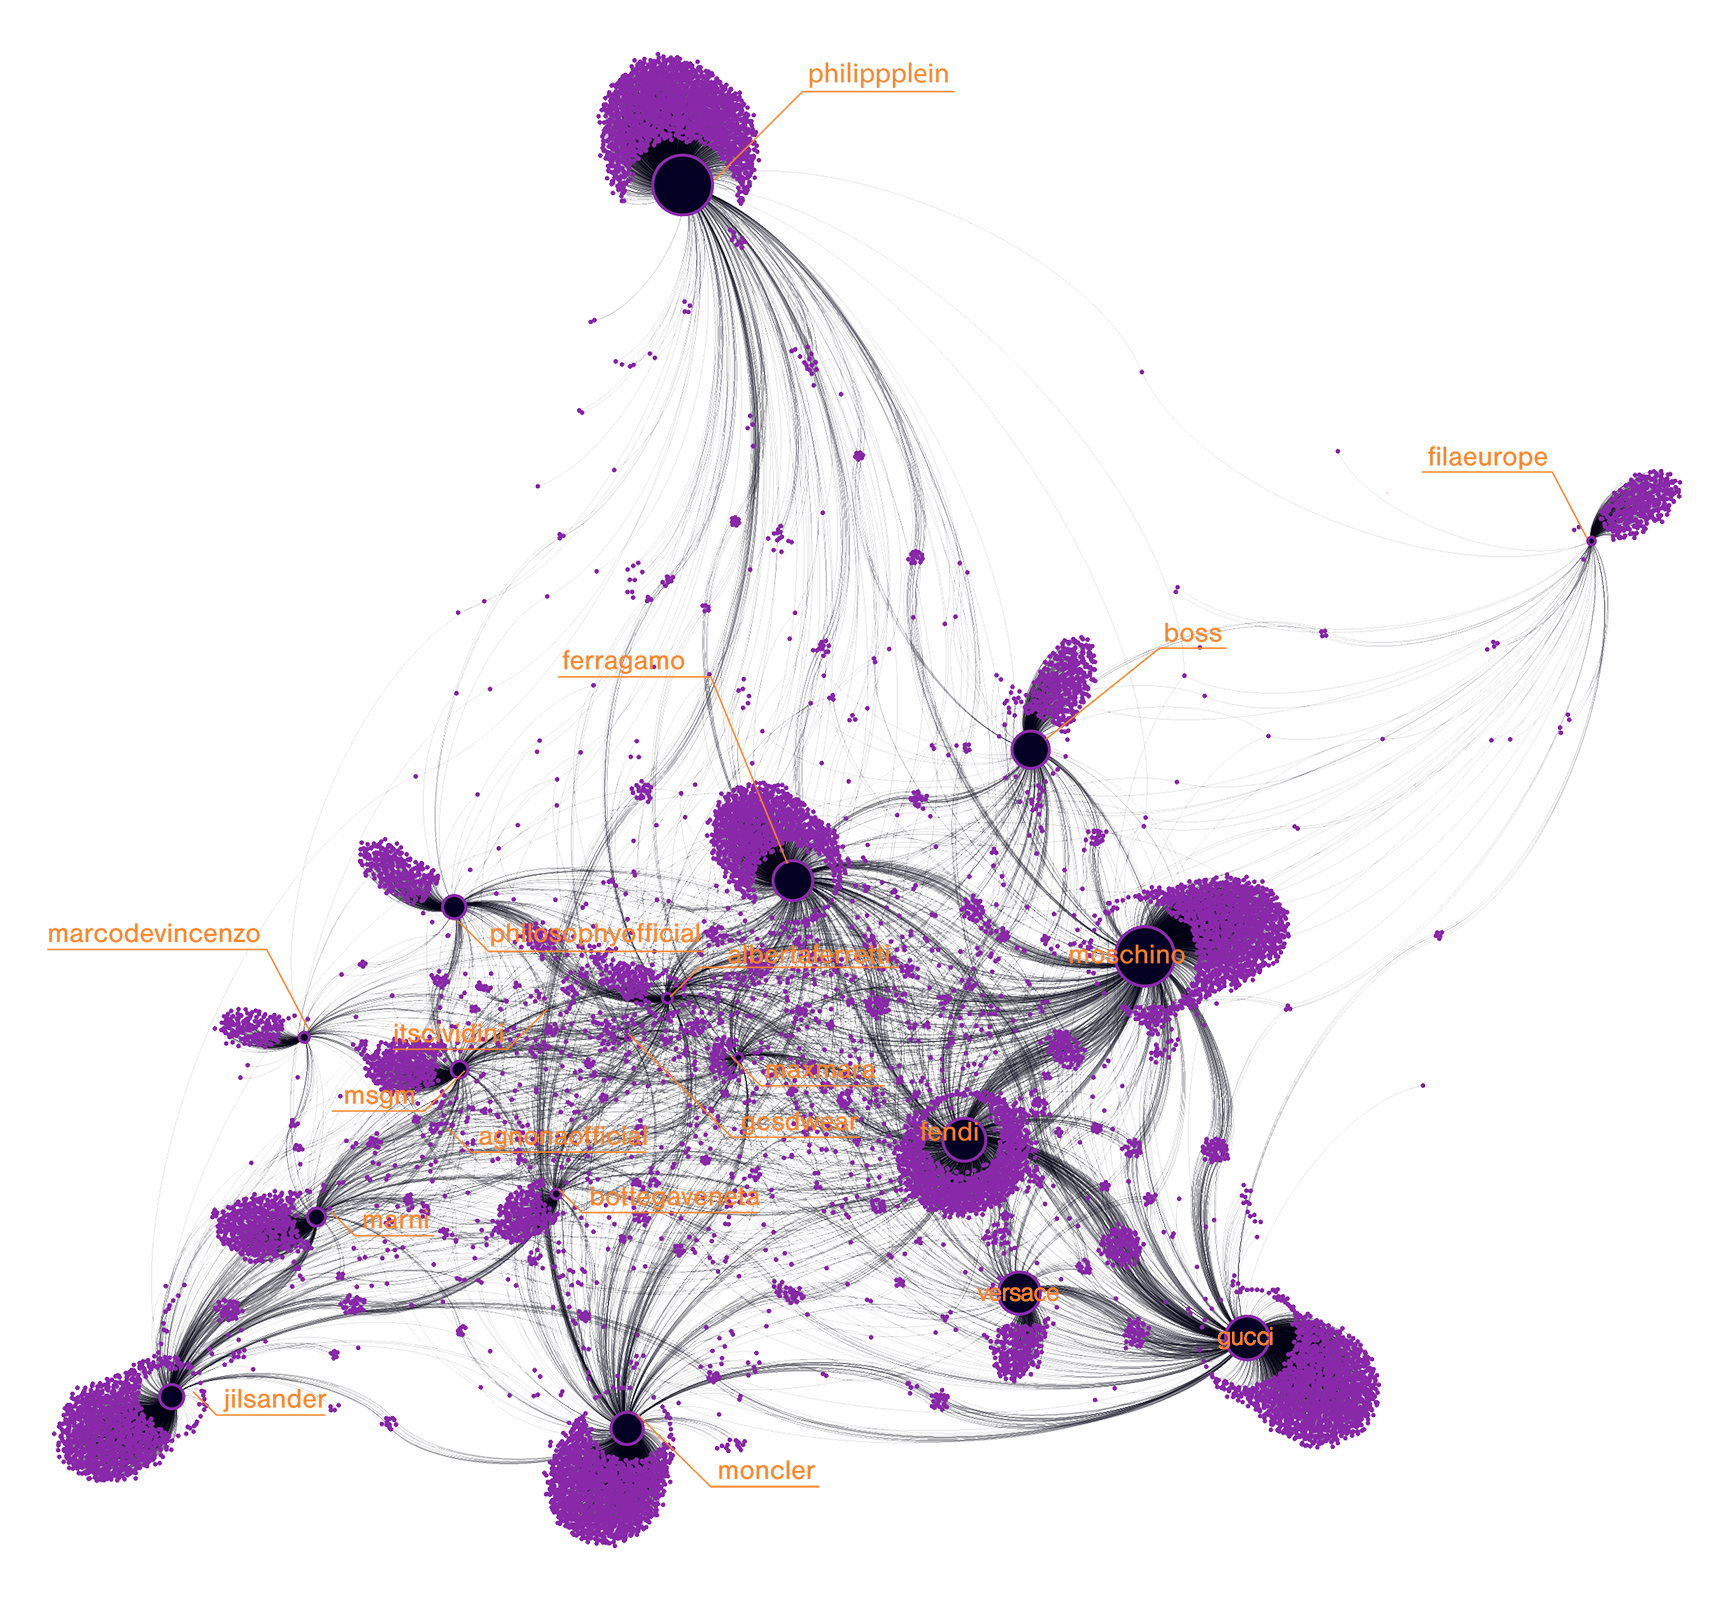 philippplein
filaeurope
boss
ferragamo
marcodevincenzo
philosophyofficial
albertaferretti
moschino
itscividini
maxmara
msgm
gcsdwear
agnonaofficial
fendi
bottegaveneta
marni
versace
gucci
jilsander
moncler